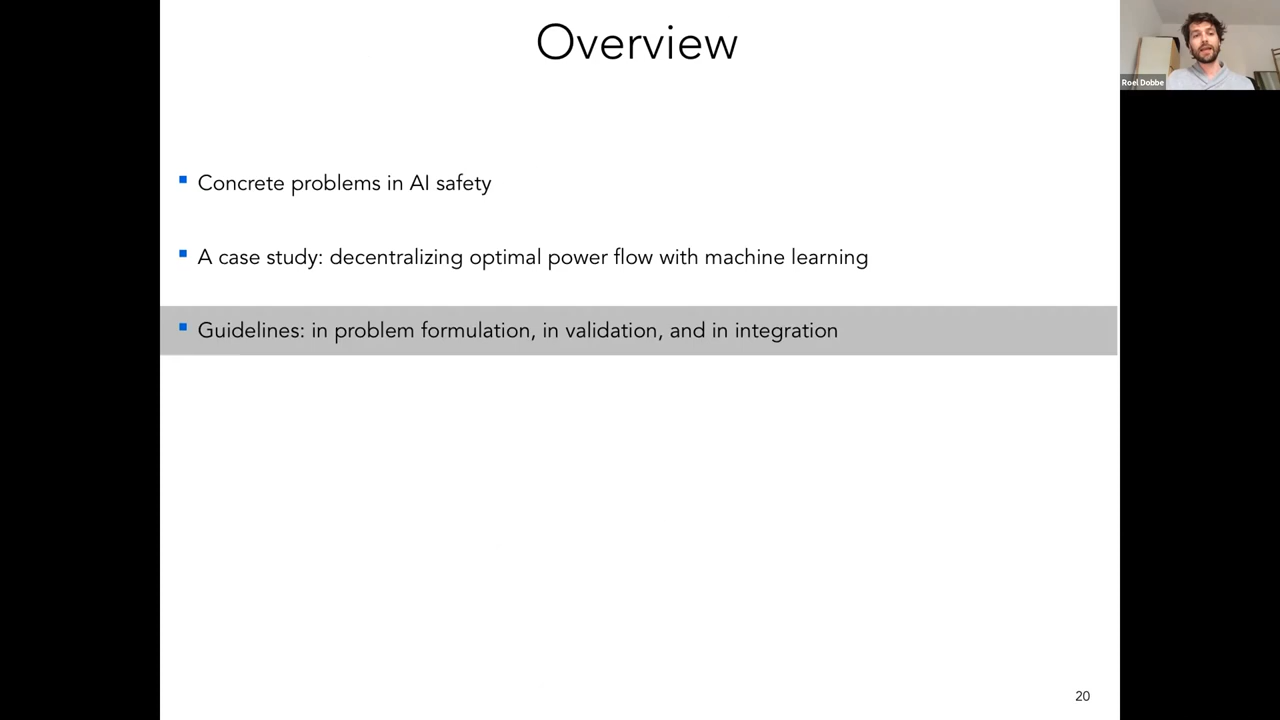 Overview
Roel Dobbe
Concrete problems in AI safety
A case study: decentralizing optimal power flow with machine learning
Guidelines: in problem formulation, in validation, and in integration
20